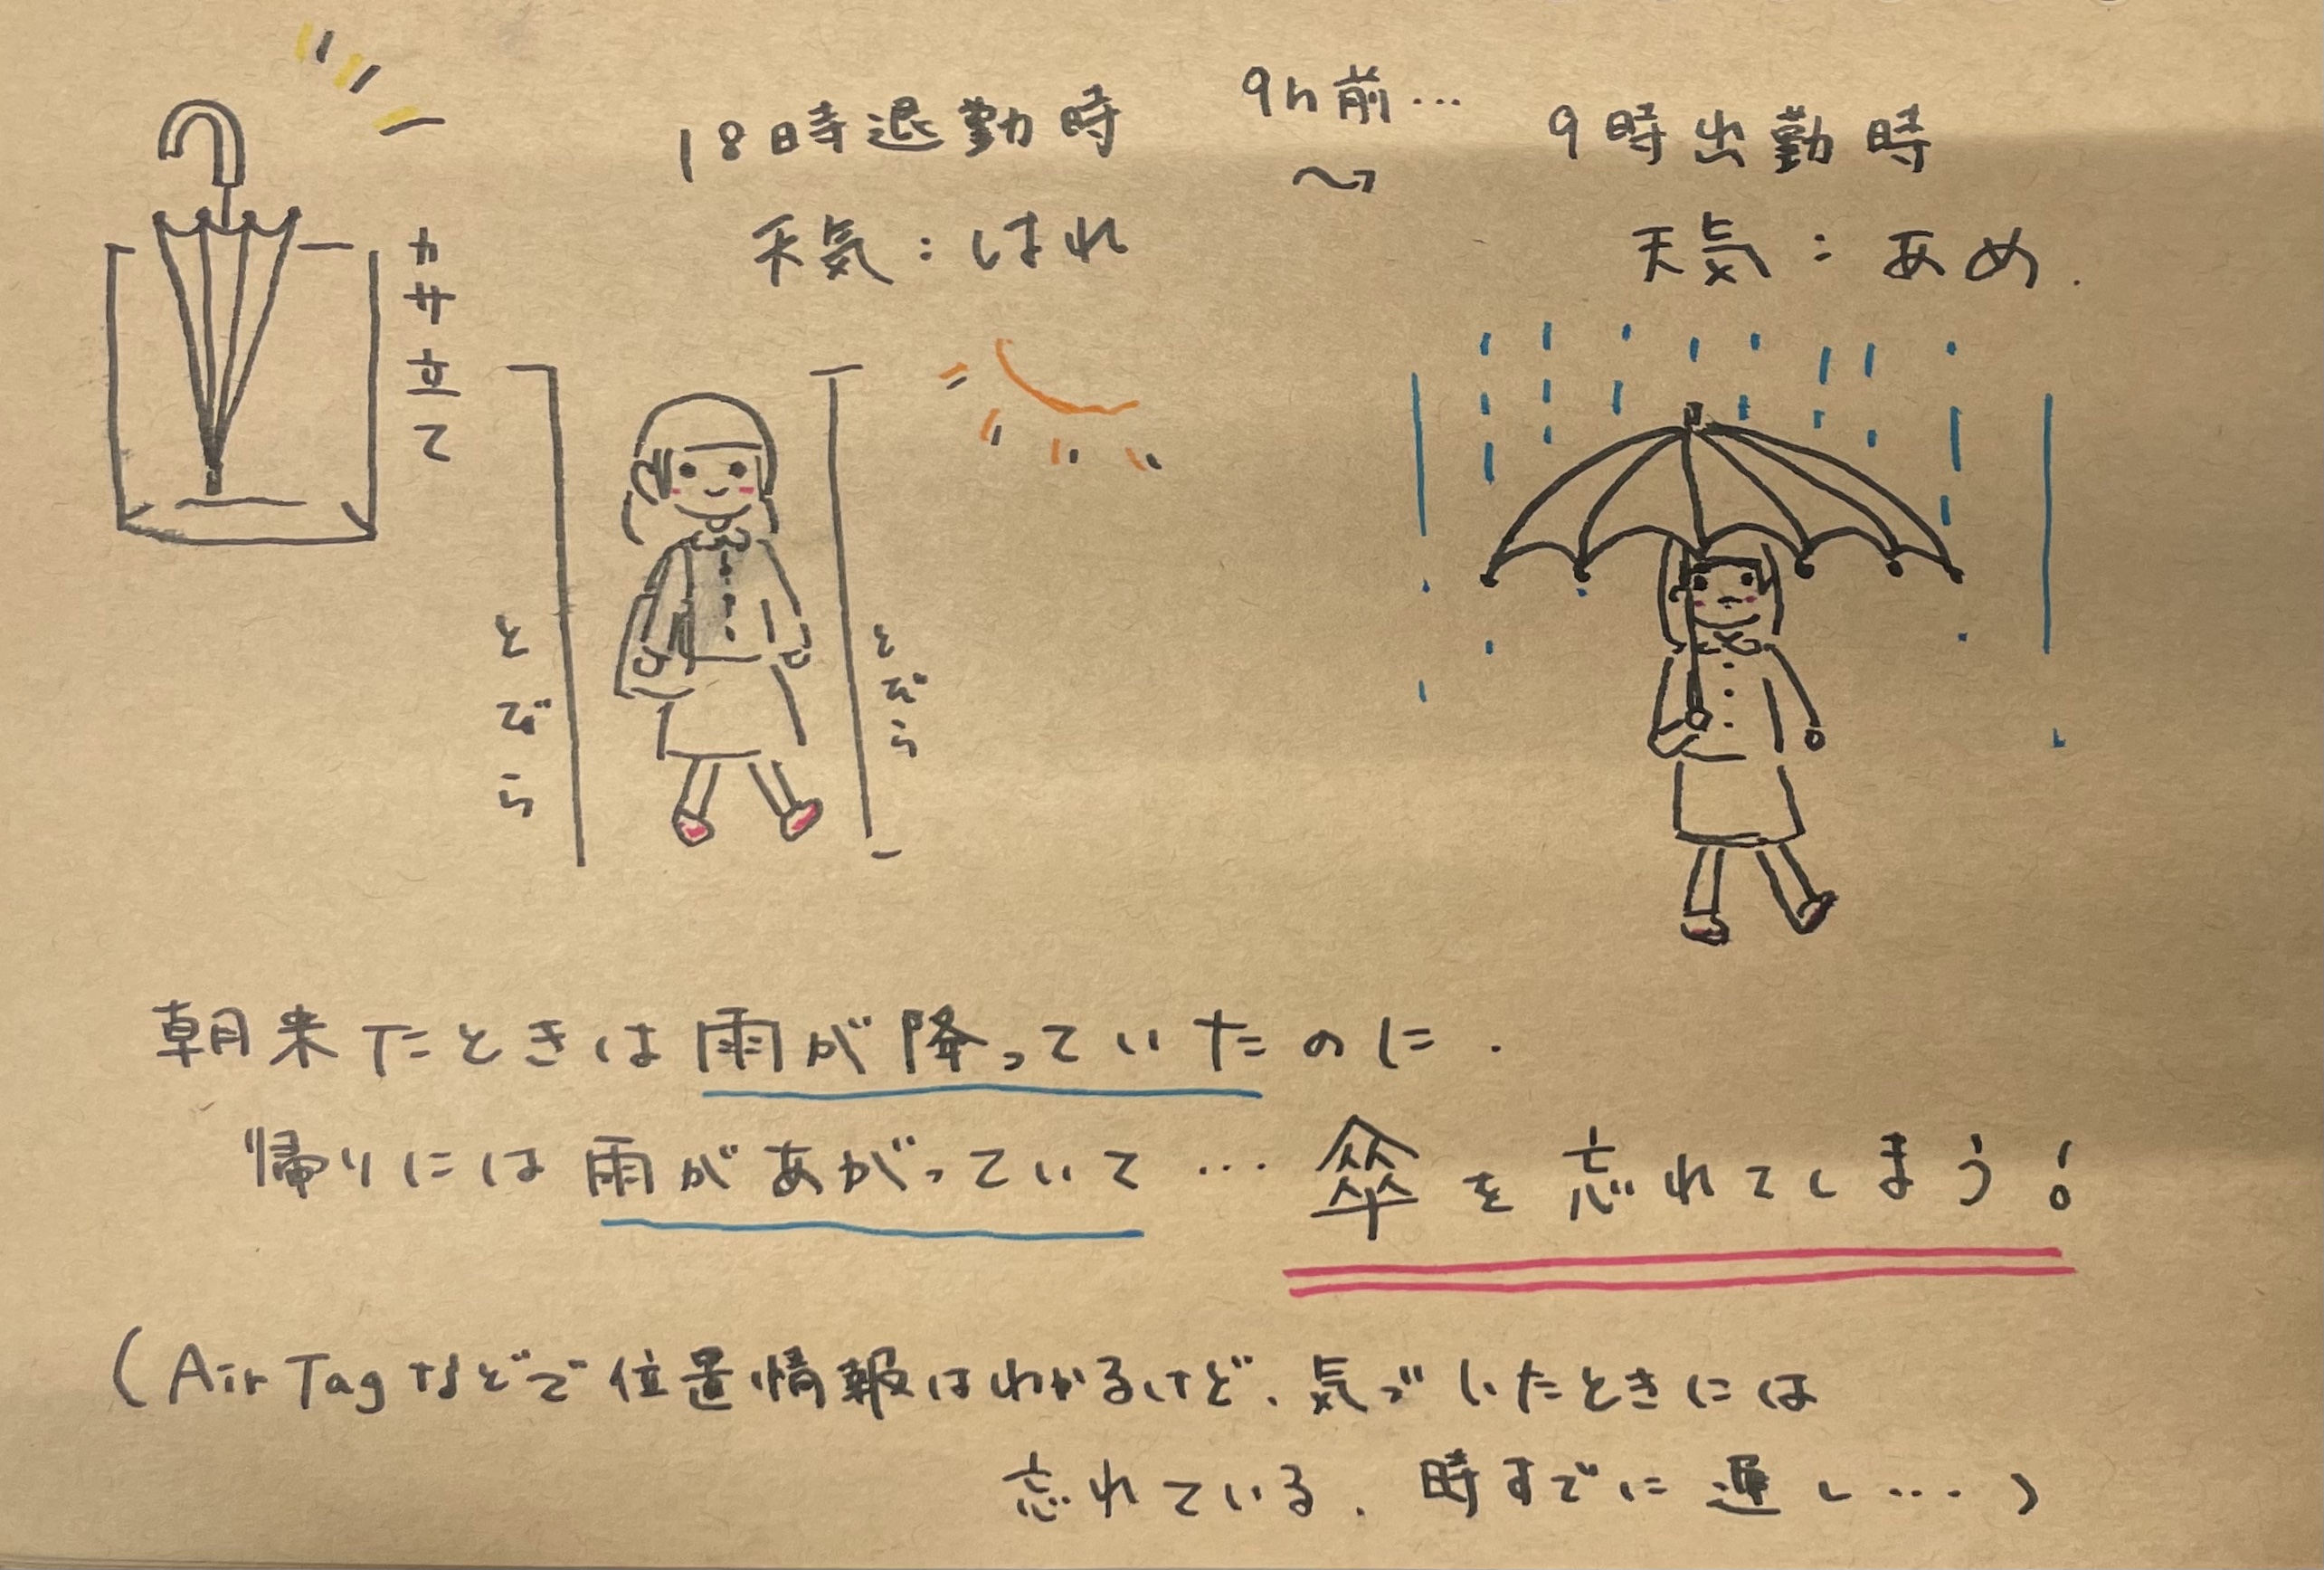 9h前…
18時退勤時
天気：はれ
9時出勤時
天気：あめ.
カサ立て
とびら
とびら
朝来たときは雨が降っていたのに.
帰りには雨があがっていて…傘を忘れてしまう!
(AirTagなどで位置情報はわかるけど、気づいたときには
忘れている. 時すでに遅し…)